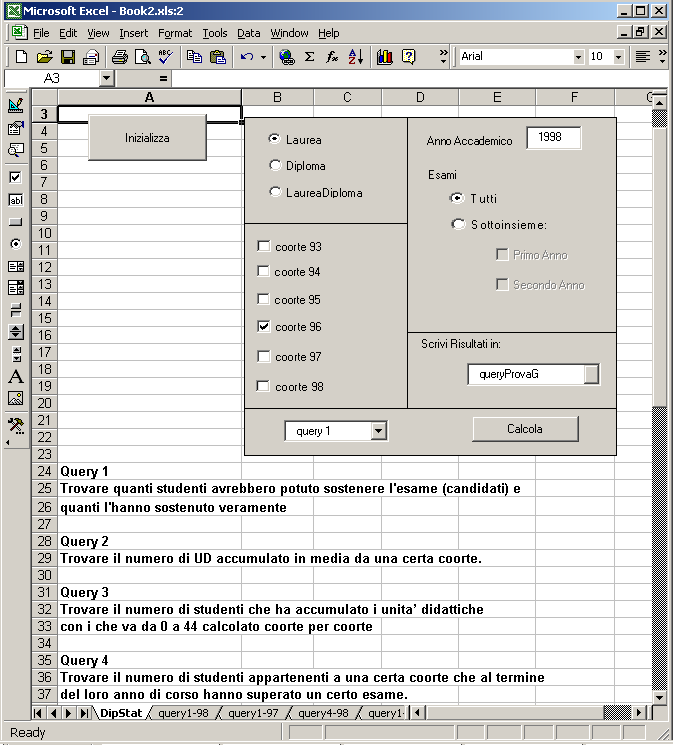 Microsoft Excel - Book2.xls:2
File Edit View Insert Format Tools Data Window Help
Arial 10
A3 =
A B C D E F G
3
4 Inizializza
5
6
7
8
9
10
11
12
13
14
15
16
17
18
19
20
21
22
23
Laurea
Diploma
LaureaDiploma
coorte 93
coorte 94
coorte 95
coorte 96
coorte 97
coorte 98
Anno Accademico 1998
Esami
Tutti
Sottoinsieme:
Primo Anno
Secondo Anno
Scrivi Risultati in:
queryProvaG
query 1
Calcola
24 Query 1
25 Trovare quanti studenti avrebbero potuto sostenere l'esame (candidati) e
26 quanti l'hanno sostenuto veramente
27
28 Query 2
29 Trovare il numero di UD accumulato in media da una certa coorte.
30
31 Query 3
32 Trovare il numero di studenti che ha accumulato i unita’ didattiche
33 con i che va da 0 a 44 calcolato coorte per coorte
34
35 Query 4
36 Trovare il numero di studenti appartenenti a una certa coorte che al termine
37 del loro anno di corso hanno superato un certo esame.
DipStat query1-98 query1-97 query4-98 query1-
Ready